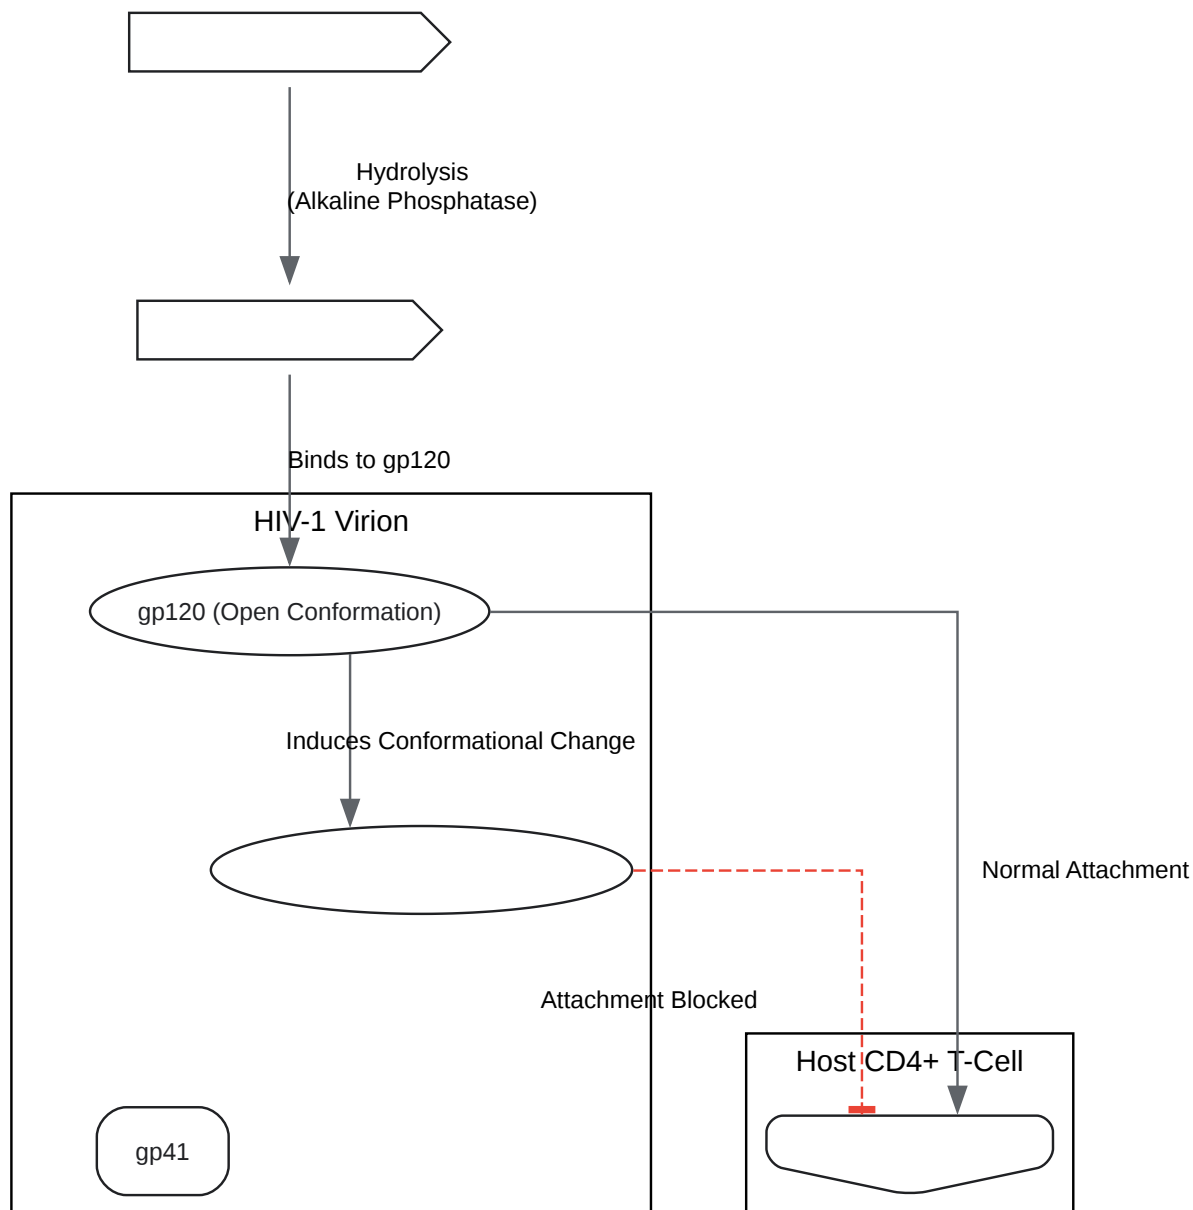 Hydrolysis
(Alkaline Phosphatase)
Binds to gp120
HIV-1 Virion
gp120 (Open Conformation)
Induces Conformational Change
Normal Attachment
Attachment Blocked
Host CD4+ T-Cell
gp41